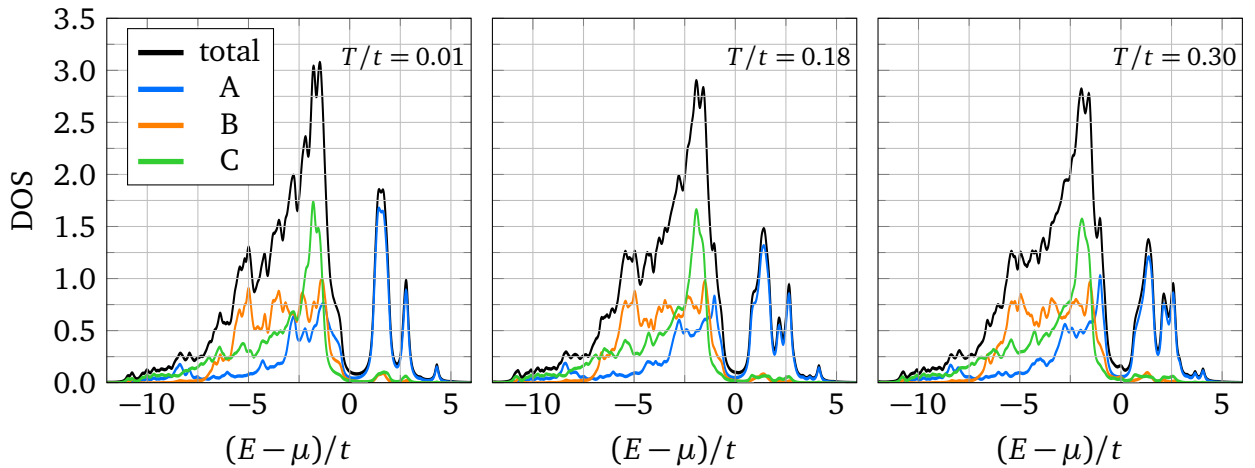 3.5
3.0
2.5
2.0
1.5
1.0
0.5
0.0
DOS
total
A
B
C
T/t = 0.01
T/t = 0.18
T/t = 0.30
−10 −5 0 5
−10 −5 0 5
−10 −5 0 5
(E − μ)/t
(E − μ)/t
(E − μ)/t